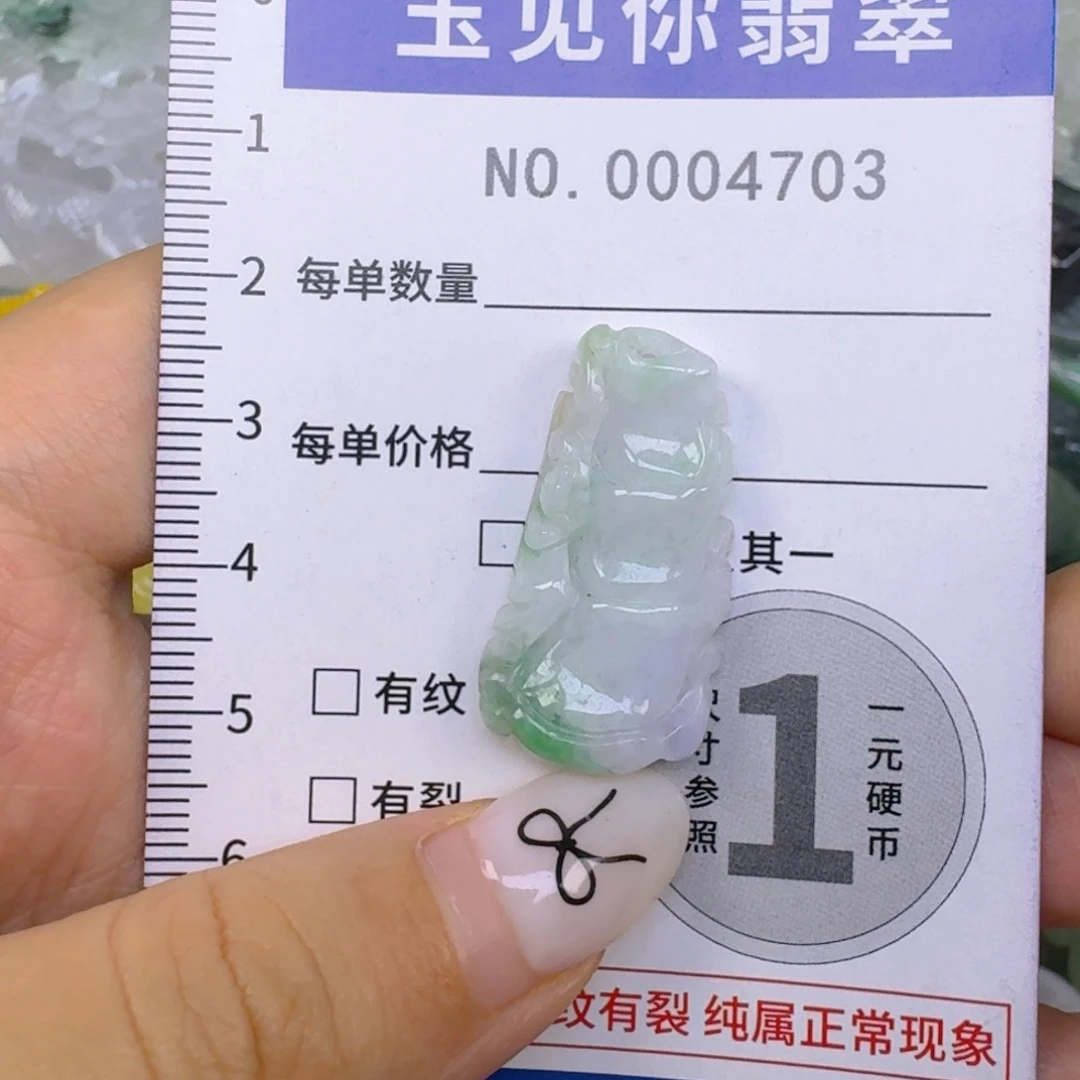 玉见你翡翠
NO.0004703
1
2
3
4
5
6
每单数量
每单价格
其一
有纹
有裂
尺寸参照
1
一元硬币
纹有裂 纯属正常现象